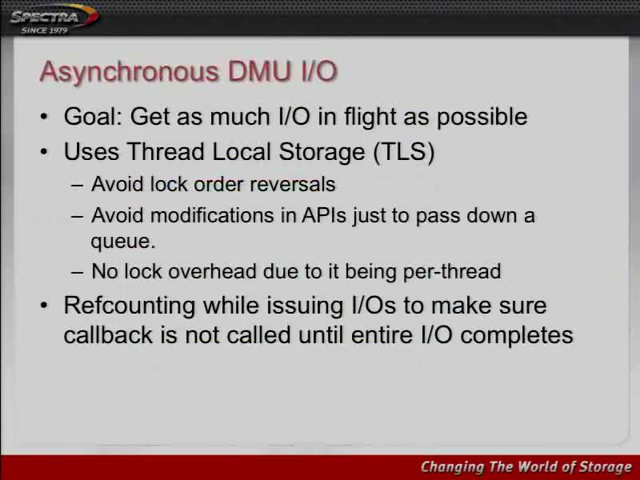 SPECTRA
SINCE 1979
Asynchronous DMU I/O
• Goal: Get as much I/O in flight as possible
• Uses Thread Local Storage (TLS)
– Avoid lock order reversals
– Avoid modifications in APIs just to pass down a
queue.
– No lock overhead due to it being per-thread
• Refcounting while issuing I/Os to make sure
callback is not called until entire I/O completes
Changing The World of Storage